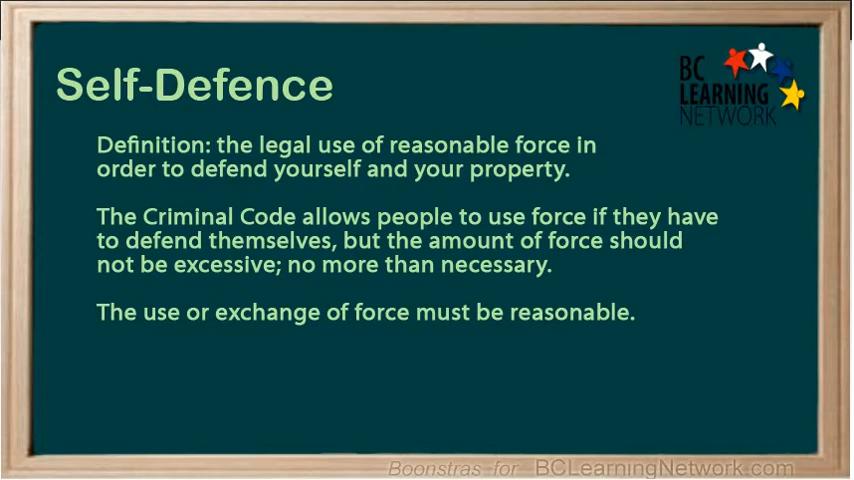 Self-Defence
BC
LEARNING
NETWORK
Definition: the legal use of reasonable force in
order to defend yourself and your property.
The Criminal Code allows people to use force if they have
to defend themselves, but the amount of force should
not be excessive; no more than necessary.
The use or exchange of force must be reasonable.
Boonstras for BCLearningNetwork.com